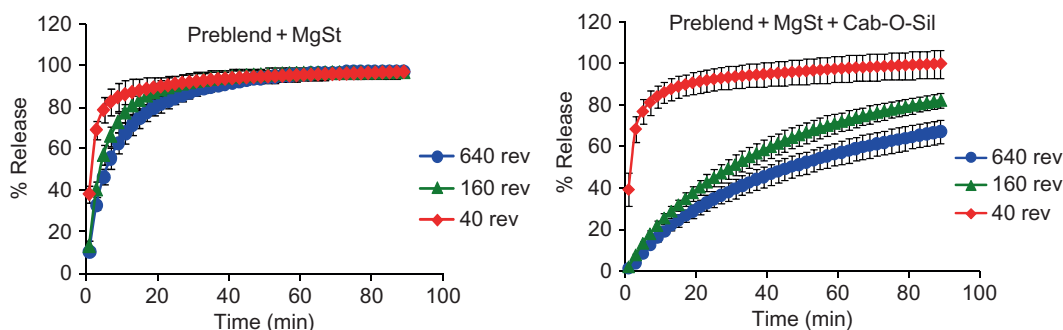 Preblend + MgSt
% Release
120
100
80
60
40
20
0
0 20 40 60 80 100
Time (min)
640 rev
160 rev
40 rev
Preblend + MgSt + Cab-O-Sil
% Release
120
100
80
60
40
20
0
0 20 40 60 80 100
Time (min)
640 rev
160 rev
40 rev